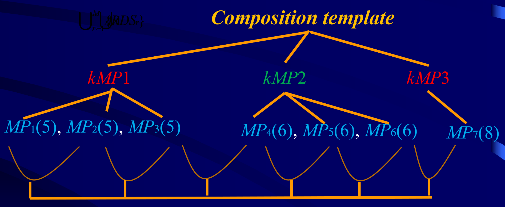 Composition template
kMP1 kMP2 kMP3
MP₁(5), MP₂(5), MP₃(5) MP₄(6), MP₅(6), MP₆(6) MP₇(8)